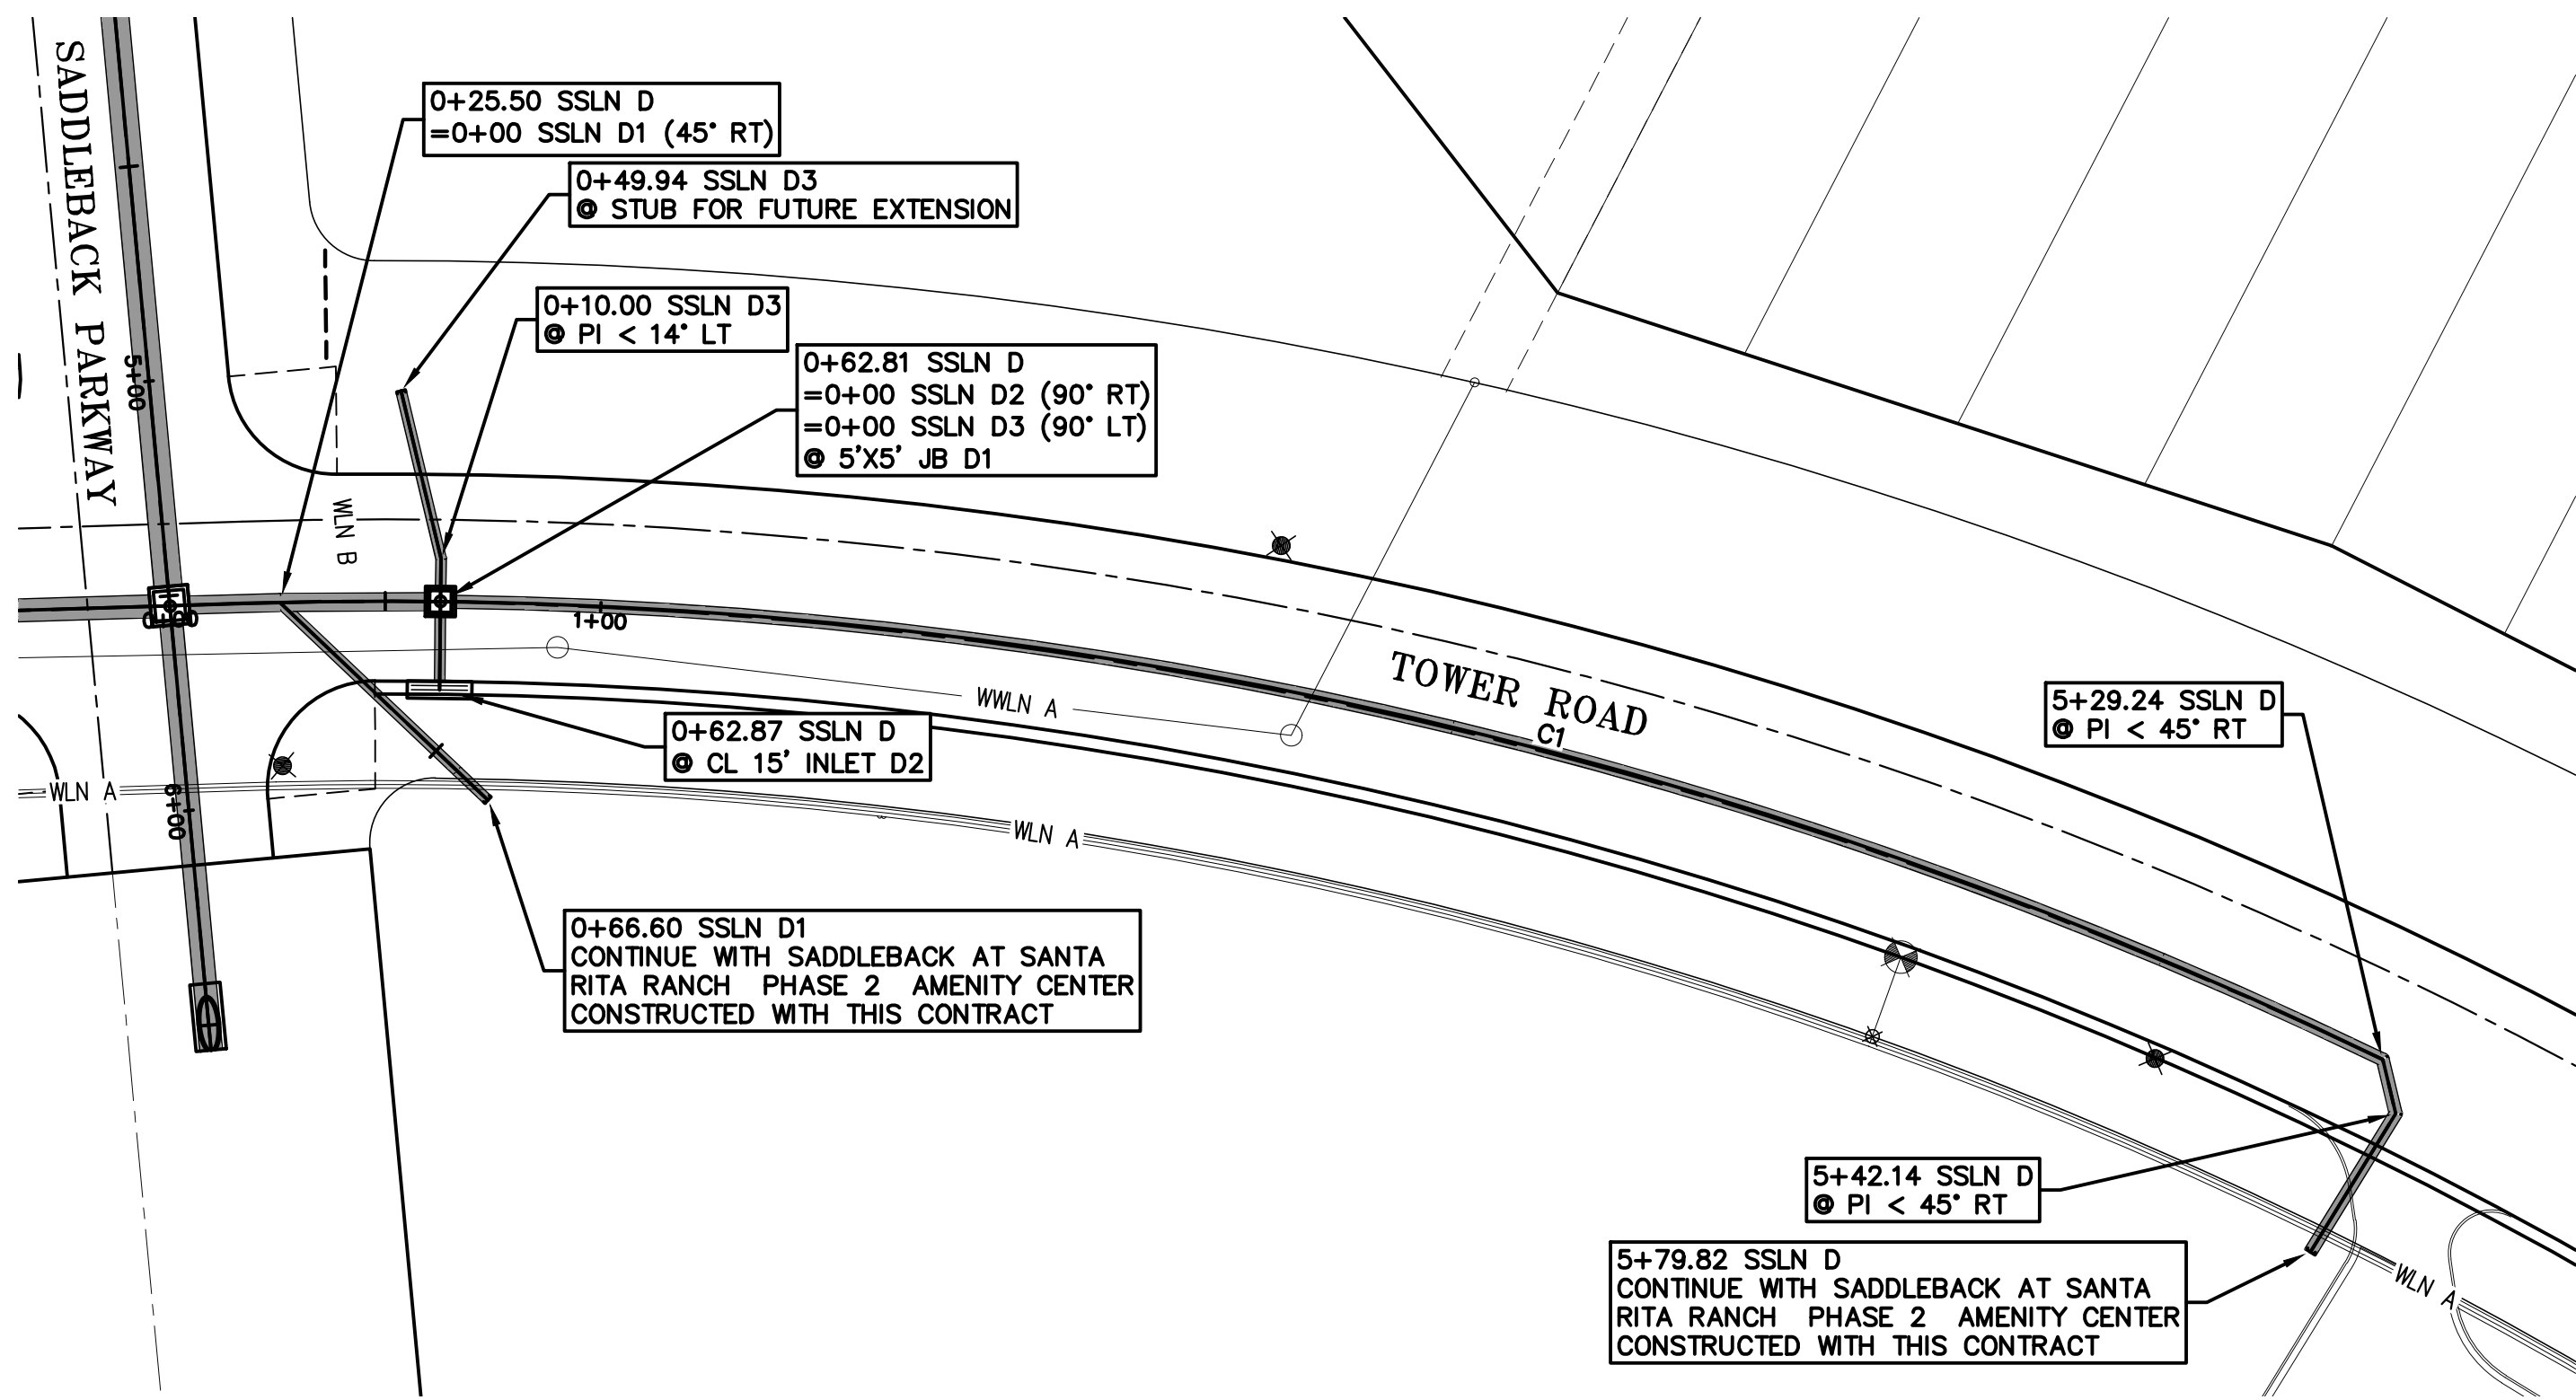 SADDLEBACK PARKWAY
0+25.50 SSLN D
=0+00 SSLN D1 (45° RT)
0+49.94 SSLN D3
@ STUB FOR FUTURE EXTENSION
0+10.00 SSLN D3
@ PI < 14° LT
0+62.81 SSLN D
=0+00 SSLN D2 (90° RT)
=0+00 SSLN D3 (90° LT)
@ 5'X5' JB D1
5+00
WLN B
0+00
1+00
TOWER ROAD
C1
WWLN A
5+29.24 SSLN D
@ PI < 45° RT
0+62.87 SSLN D
@ CL 15' INLET D2
WLN A
6+00
WLN A
0+66.60 SSLN D1
CONTINUE WITH SADDLEBACK AT SANTA
RITA RANCH PHASE 2 AMENITY CENTER
CONSTRUCTED WITH THIS CONTRACT
5+42.14 SSLN D
@ PI < 45° RT
5+79.82 SSLN D
CONTINUE WITH SADDLEBACK AT SANTA
RITA RANCH PHASE 2 AMENITY CENTER
CONSTRUCTED WITH THIS CONTRACT
WLN A